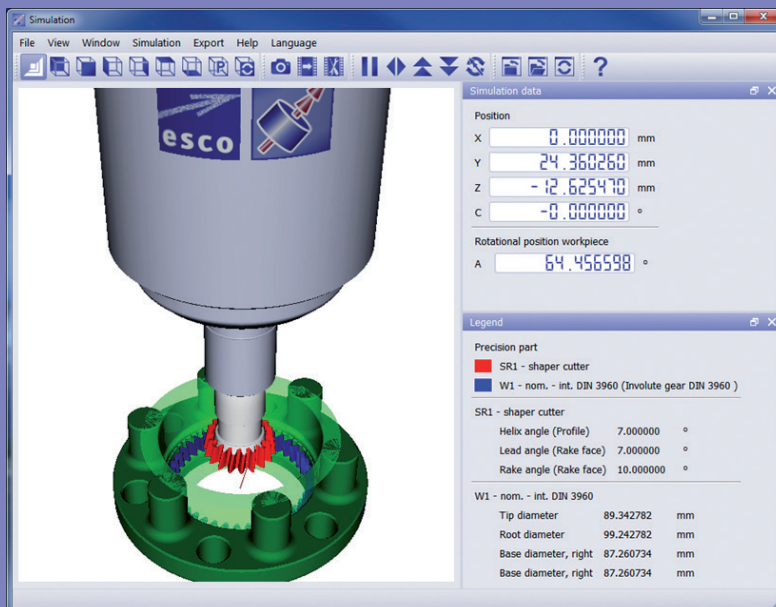 Simulation
File View Window Simulation Export Help Language
P ?
esco
Simulation data
Position
X 0.000000 mm
Y 24.360260 mm
Z -12.625470 mm
C -0.000000 °
Rotational position workpiece
A 64.456598 °
Legend
Precision part
SR1 - shaper cutter
W1 - nom. - int. DIN 3960 (Involute gear DIN 3960 )
SR1 - shaper cutter
Helix angle (Profile) 7.000000 °
Lead angle (Rake face) 7.000000 °
Rake angle (Rake face) 10.000000 °
W1 - nom. - int. DIN 3960
Tip diameter 89.342782 mm
Root diameter 99.242782 mm
Base diameter, right 87.260734 mm
Base diameter, right 87.260734 mm